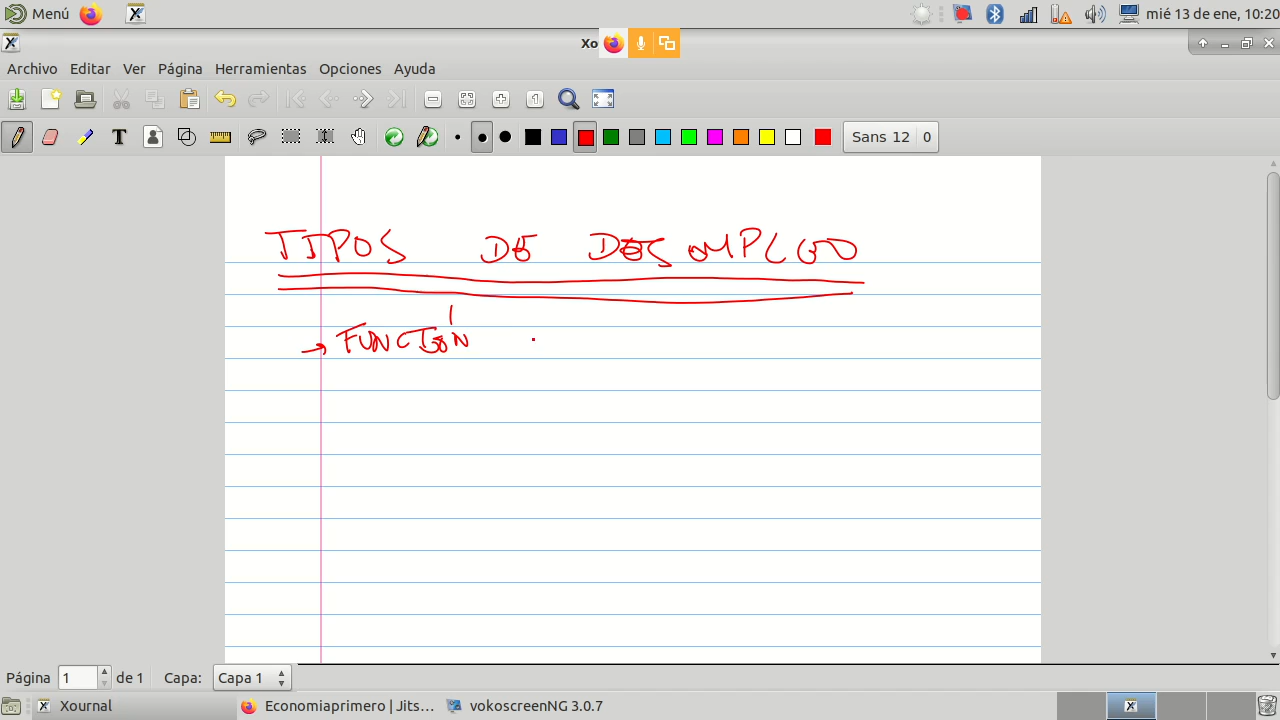 Menú mié 13 de ene, 10:20
Xo
Archivo Editar Ver Página Herramientas Opciones Ayuda
T Sans 12 0
TIPOS DE DESEMPLEO
→ FUNCIÓN
Página 1 de 1 Capa: Capa 1
Xournal Economiaprimero | Jits... vokoscreenNG 3.0.7